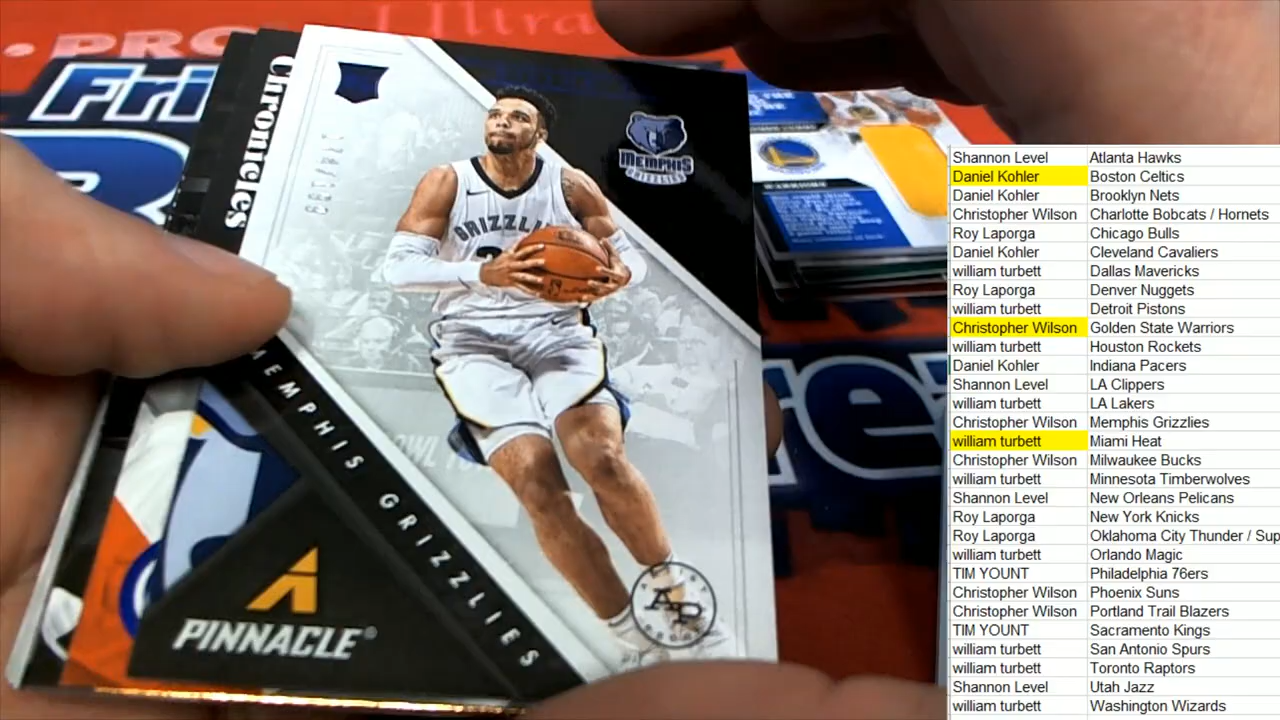 PRO
Ultra
Fri
Chronicles
MEMPHIS
GRIZZLIES
GRIZZLI
MEMPHIS GRIZZLIES
AP
PINNACLE
Shannon Level Atlanta Hawks
Daniel Kohler Boston Celtics
Daniel Kohler Brooklyn Nets
Christopher Wilson Charlotte Bobcats / Hornets
Roy Laporga Chicago Bulls
Daniel Kohler Cleveland Cavaliers
william turbett Dallas Mavericks
Roy Laporga Denver Nuggets
william turbett Detroit Pistons
Christopher Wilson Golden State Warriors
william turbett Houston Rockets
Daniel Kohler Indiana Pacers
Shannon Level LA Clippers
william turbett LA Lakers
Christopher Wilson Memphis Grizzlies
william turbett Miami Heat
Christopher Wilson Milwaukee Bucks
william turbett Minnesota Timberwolves
Shannon Level New Orleans Pelicans
Roy Laporga New York Knicks
Roy Laporga Oklahoma City Thunder / Sup
william turbett Orlando Magic
TIM YOUNT Philadelphia 76ers
Christopher Wilson Phoenix Suns
Christopher Wilson Portland Trail Blazers
TIM YOUNT Sacramento Kings
william turbett San Antonio Spurs
william turbett Toronto Raptors
Shannon Level Utah Jazz
william turbett Washington Wizards